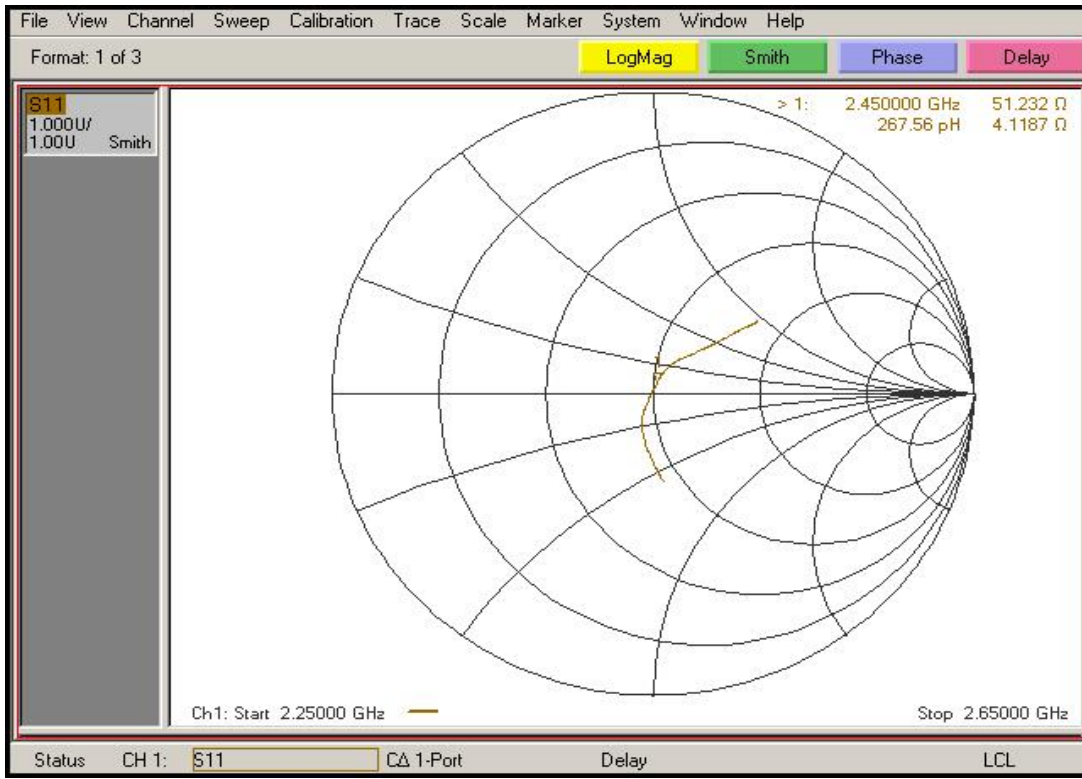 File View Channel Sweep Calibration Trace Scale Marker System Window Help
Format: 1 of 3 LogMag Smith Phase Delay
S11
1.000U/
1.00U Smith
> 1: 2.450000 GHz 51.232 Ω
267.56 pH 4.1187 Ω
1
Ch1: Start 2.25000 GHz Stop 2.65000 GHz
Status CH 1: S11 CΔ 1-Port Delay LCL